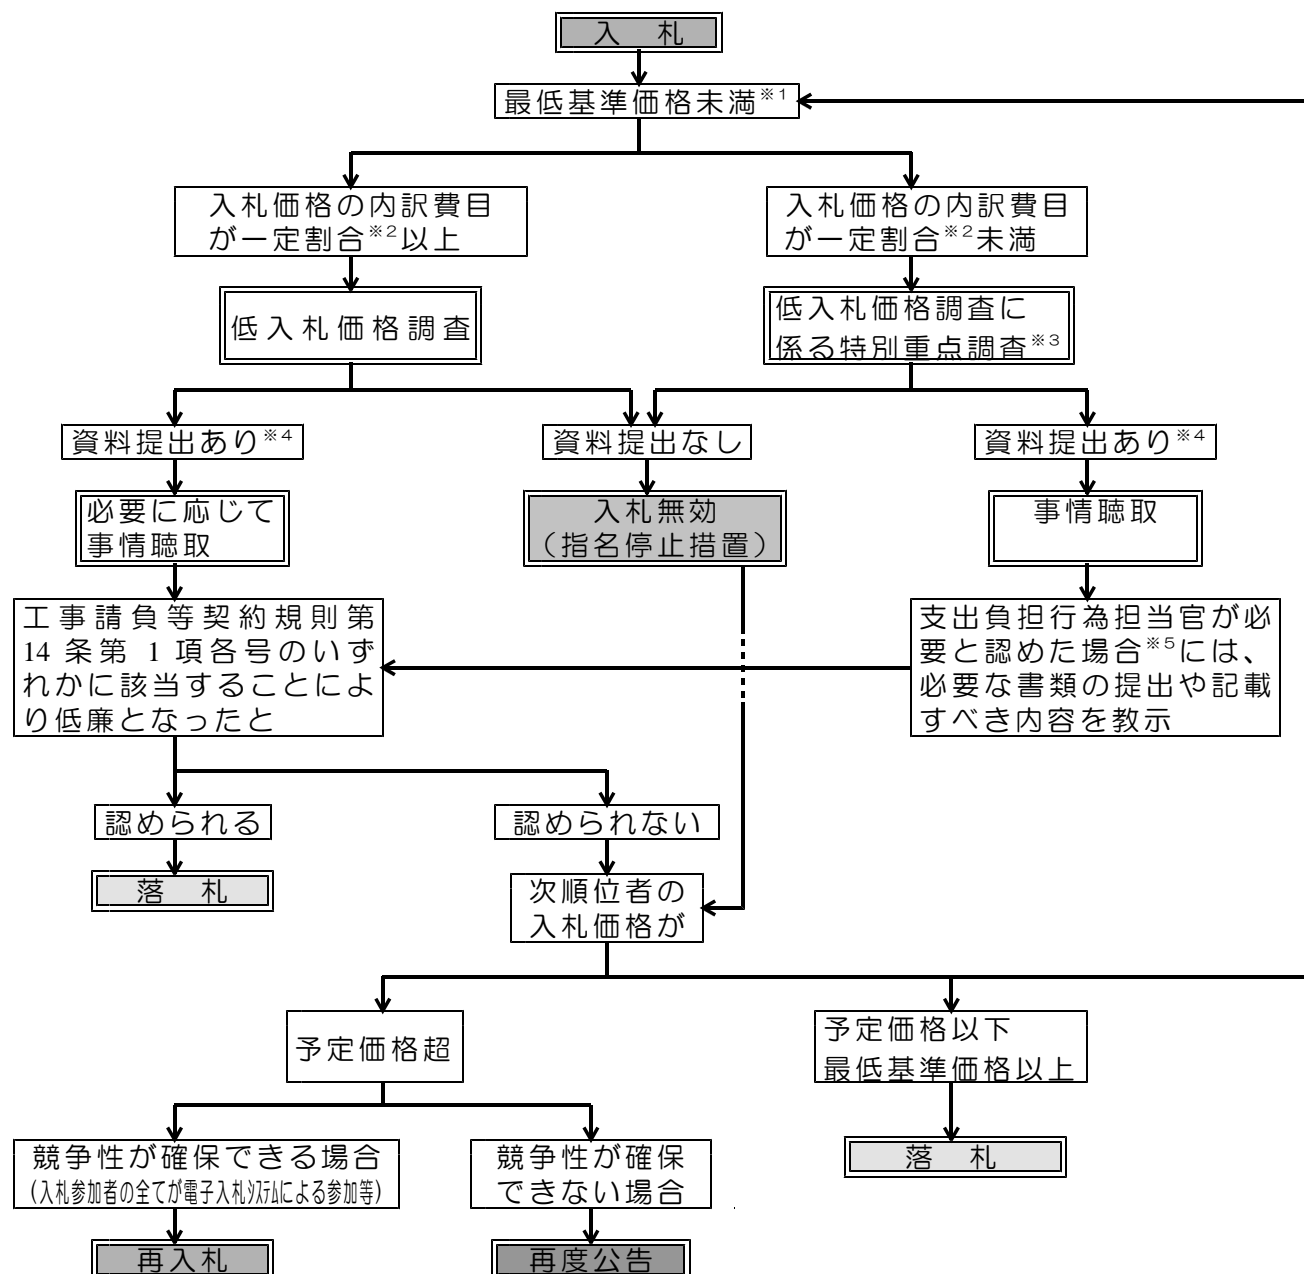 入 札
最低基準価格未満※1
入札価格の内訳費目
が一定割合※2以上
入札価格の内訳費目
が一定割合※2未満
低入札価格調査
低入札価格調査に
係る特別重点調査※3
資料提出あり※4
資料提出なし
資料提出あり※4
必要に応じて
事情聴取
入札無効
（指名停止措置）
事情聴取
工事請負等契約規則第
14 条第 1 項各号のいず
れかに該当することによ
り低廉となったと
支出負担行為担当官が必
要と認めた場合※5には、
必要な書類の提出や記載
すべき内容を教示
認められる
認められない
落 札
次順位者の
入札価格が
予定価格超
予定価格以下
最低基準価格以上
競争性が確保できる場合
（入札参加者の全てが電子入札ｼｽﾃﾑによる参加等）
競争性が確保
できない場合
落 札
再入札
再度公告